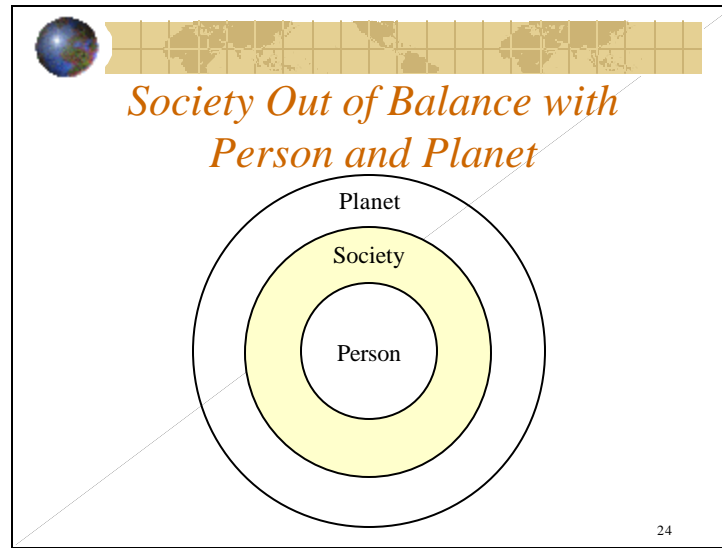 Society Out of Balance with
Person and Planet
Planet
Society
Person
24